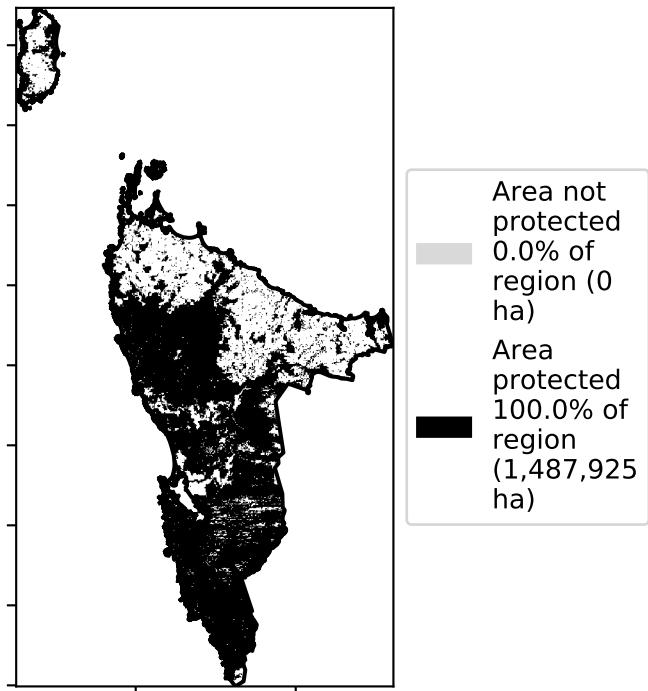 Area not
protected
0.0% of
region (0
ha)
Area
protected
100.0% of
region
(1,487,925
ha)